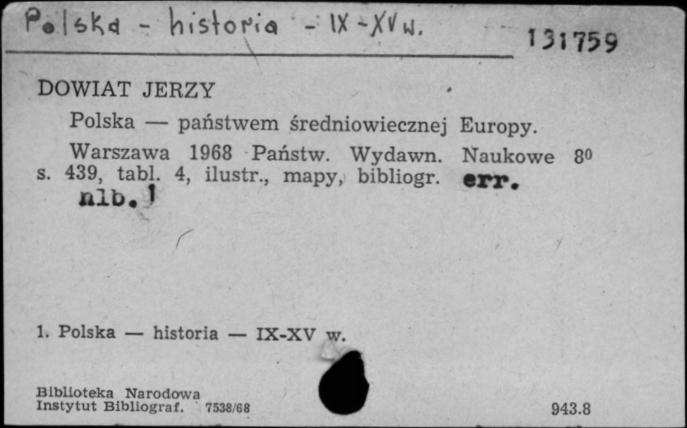 Polska - historia - IX-XV w.
131759
DOWIAT JERZY
Polska — państwem średniowiecznej Europy.
Warszawa 1968 Państw. Wydawn. Naukowe 8⁰
s. 439, tabl. 4, ilustr., mapy, bibliogr. err.
nlb. 1
1. Polska — historia — IX-XV w.
Biblioteka Narodowa
Instytut Bibliograf. 7538/68
943.8